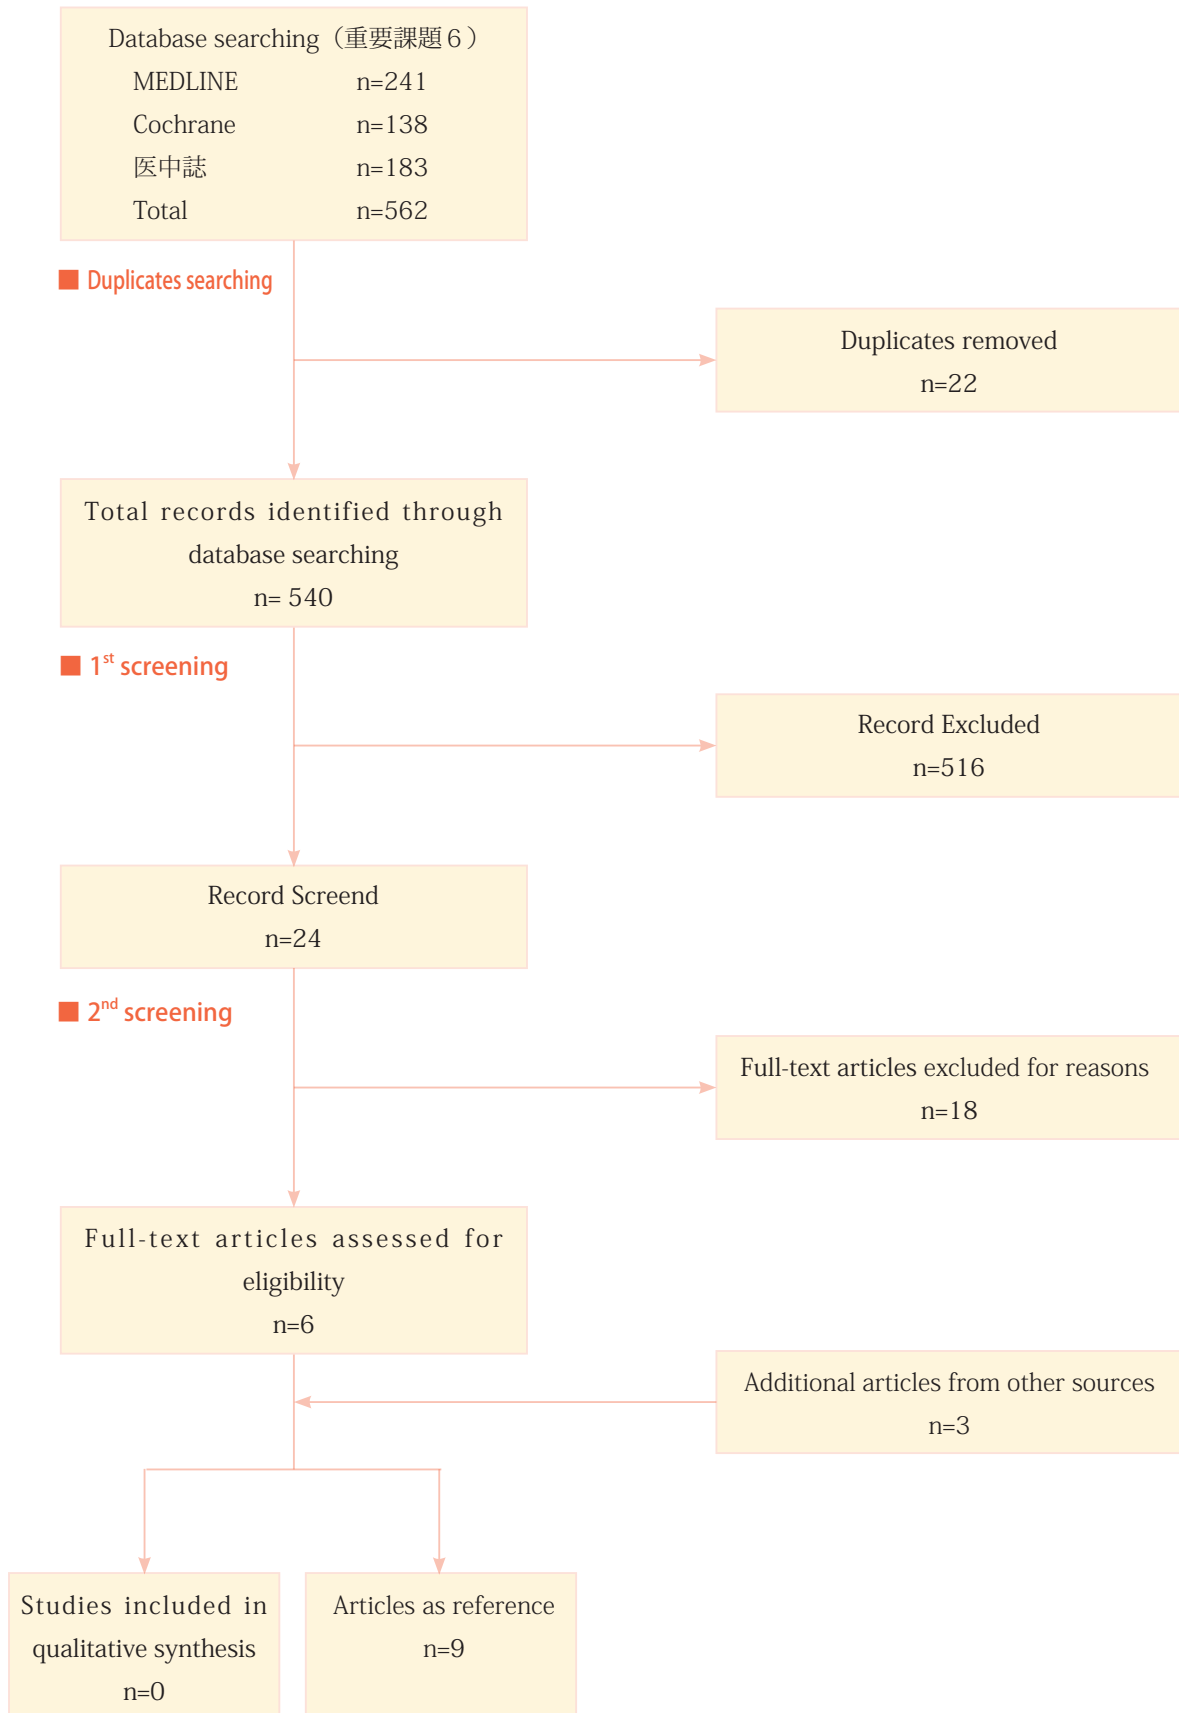 Database searching（重要課題６）
MEDLINE n=241
Cochrane n=138
医中誌 n=183
Total n=562
■ Duplicates searching
Duplicates removed
n=22
Total records identified through
database searching
n= 540
■ 1st screening
Record Excluded
n=516
Record Screend
n=24
■ 2nd screening
Full-text articles excluded for reasons
n=18
Full-text articles assessed for
eligibility
n=6
Additional articles from other sources
n=3
Studies included in
qualitative synthesis
n=0
Articles as reference
n=9